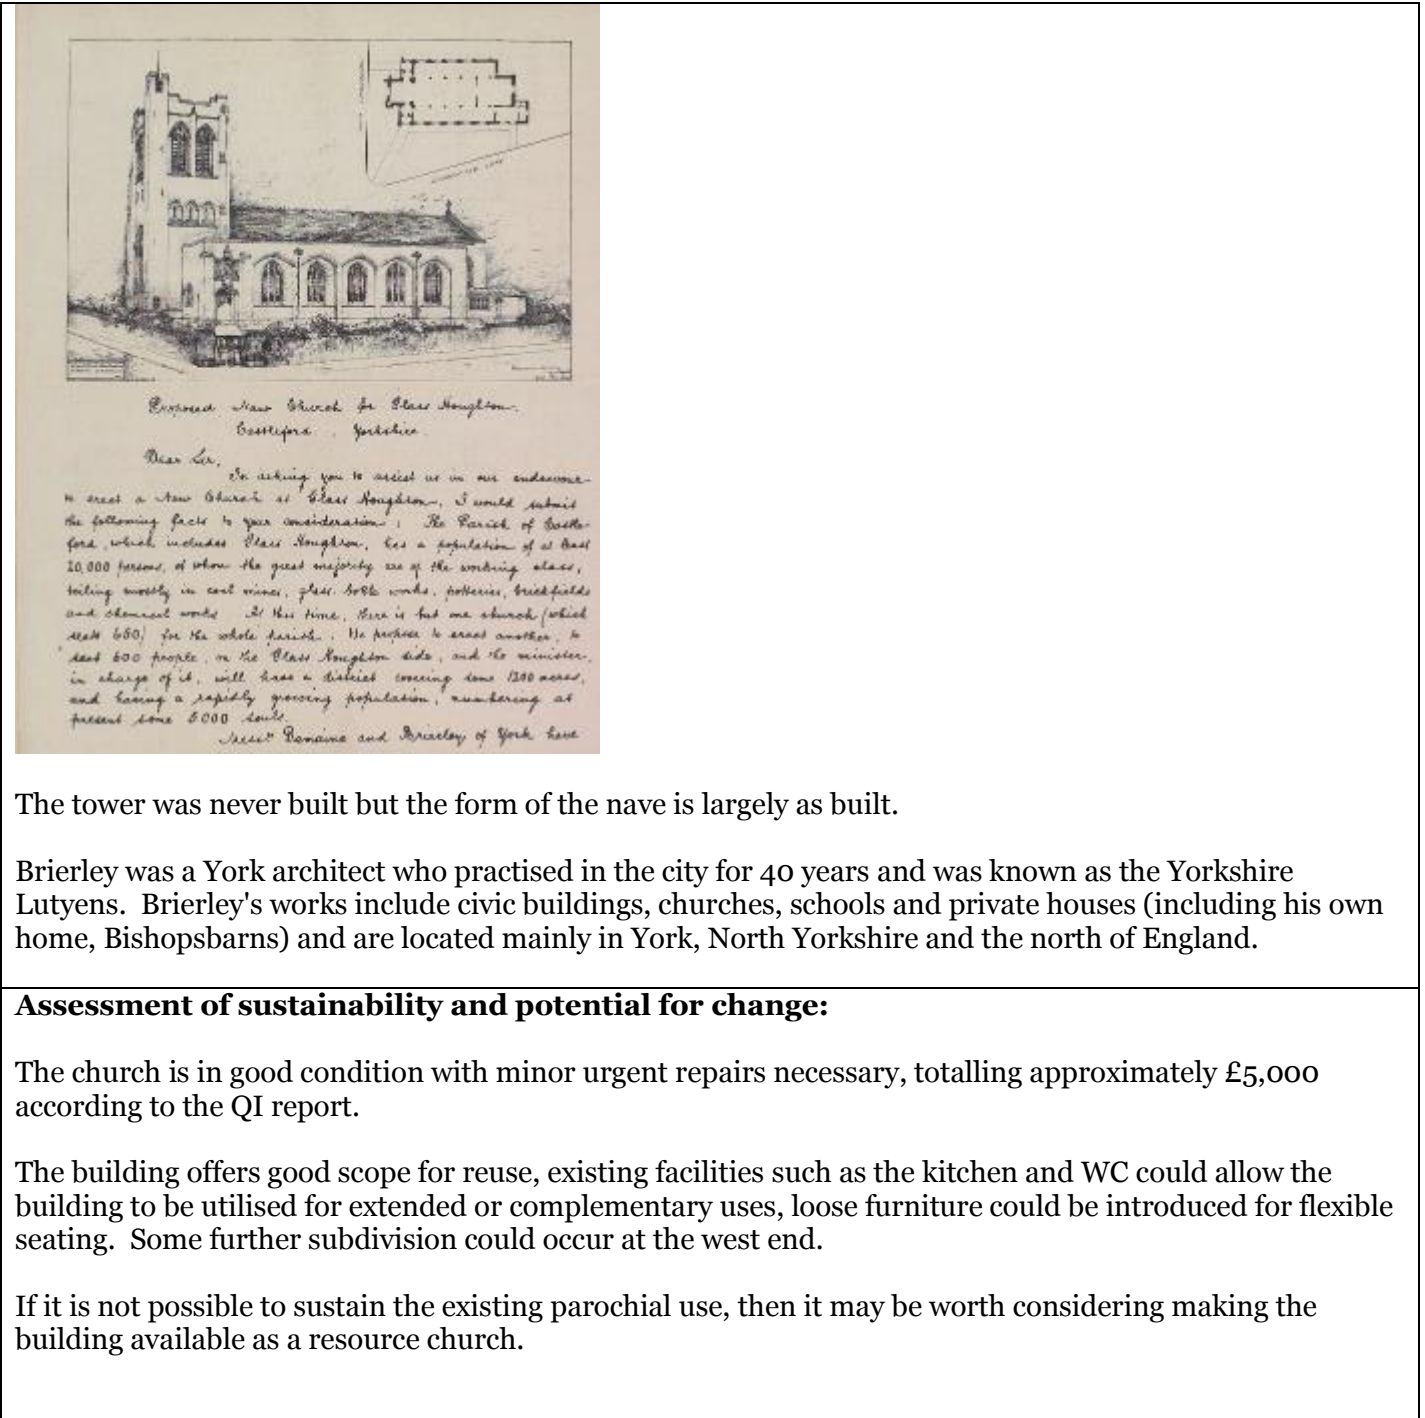 Proposed New Church for Glass Houghton.
Castleford, Yorkshire.
Dear Sir,
In asking you to assist us in our endeavour
to erect a New Church at Glass Houghton, I would submit
the following facts to your consideration: The Parish of Castle-
ford, which includes Glass Houghton, has a population of at least
20,000 persons, of whom the great majority are of the working class,
toiling mostly in coal mines, glass bottle works, potteries, brickfields
and chemical works. At this time, there is but one church (which
seats 650) for the whole parish. We propose to erect another, to
seat 600 people, on the Glass Houghton side, and the minister,
in charge of it, will have a district covering some 1200 acres,
and having a rapidly growing population, numbering at
present some 6000 souls.
Messrs Demaine and Brierley of York have
The tower was never built but the form of the nave is largely as built.
Brierley was a York architect who practised in the city for 40 years and was known as the Yorkshire
Lutyens.  Brierley's works include civic buildings, churches, schools and private houses (including his own
home, Bishopsbarns) and are located mainly in York, North Yorkshire and the north of England.
Assessment of sustainability and potential for change:
The church is in good condition with minor urgent repairs necessary, totalling approximately £5,000
according to the QI report.
The building offers good scope for reuse, existing facilities such as the kitchen and WC could allow the
building to be utilised for extended or complementary uses, loose furniture could be introduced for flexible
seating.  Some further subdivision could occur at the west end.
If it is not possible to sustain the existing parochial use, then it may be worth considering making the
building available as a resource church.